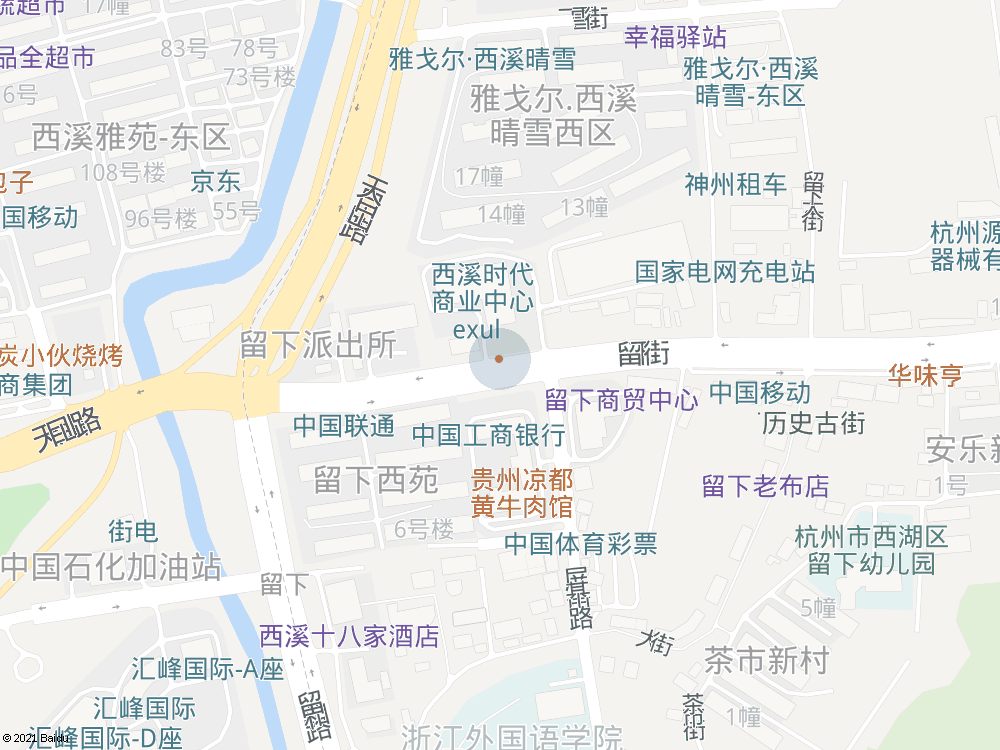 疏超市
17幢
雪街
幸福驿站
83号
78号
品全超市
73号楼
雅戈尔·西溪晴雪
雅戈尔·西溪
晴雪-东区
6号
雅戈尔.西溪
晴雪西区
西溪雅苑-东区
108号楼
17幢
包子
京东
神州租车
留下街
国移动
96号楼
55号
14幢
13幢
天目山路
杭州源
器械有
西溪时代
商业中心
exul
国家电网充电站
留下派出所
留街
炭小伙烧烤
商集团
华味亨
中国移动
留下商贸中心
天目山路
中国联通
中国工商银行
历史古街
安乐新
留下西苑
贵州凉都
黄牛肉馆
留下老布店
1号
街电
6号楼
中国体育彩票
杭州市西湖区
留下幼儿园
中国石化加油站
留下
5幢
西溪十八家酒店
大街
汇峰国际-A座
茶市新村
汇峰国际
留和路
茶街
1幢
汇峰国际-D座
浙江外国语学院
© 2021 Baidu